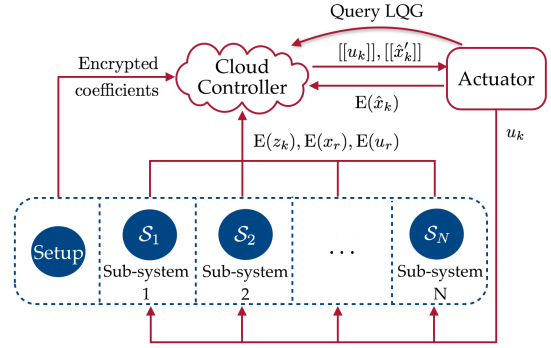 Query LQG
Encrypted
coefficients
Cloud
Controller
[[u_k]], [[x̂'_k]]
Actuator
E(x̂_k)
E(z_k), E(x_r), E(u_r)
u_k
Setup
S_1
S_2
...
S_N
Sub-system
1
Sub-system
2
Sub-system
N